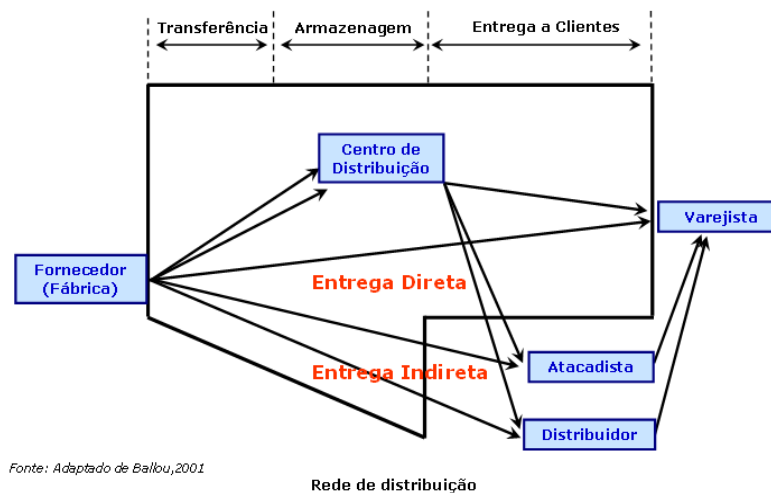 Transferência
Armazenagem
Entrega a Clientes
Centro de
Distribuição
Varejista
Fornecedor
(Fábrica)
Entrega Direta
Entrega Indireta
Atacadista
Distribuidor
Fonte: Adaptado de Ballou,2001
Rede de distribuição